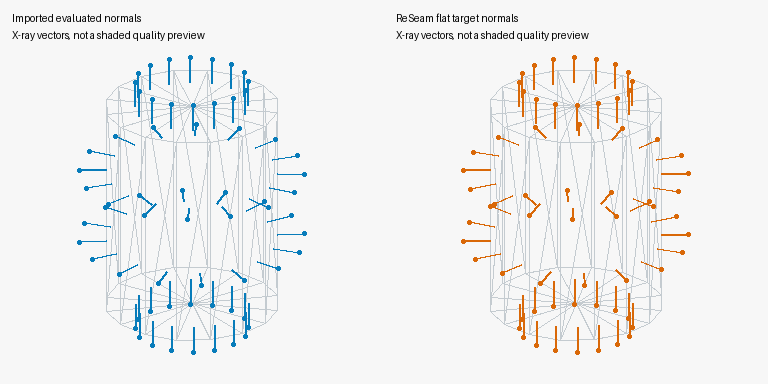 Imported evaluated normals
X-ray vectors, not a shaded quality preview
ReSeam flat target normals
X-ray vectors, not a shaded quality preview